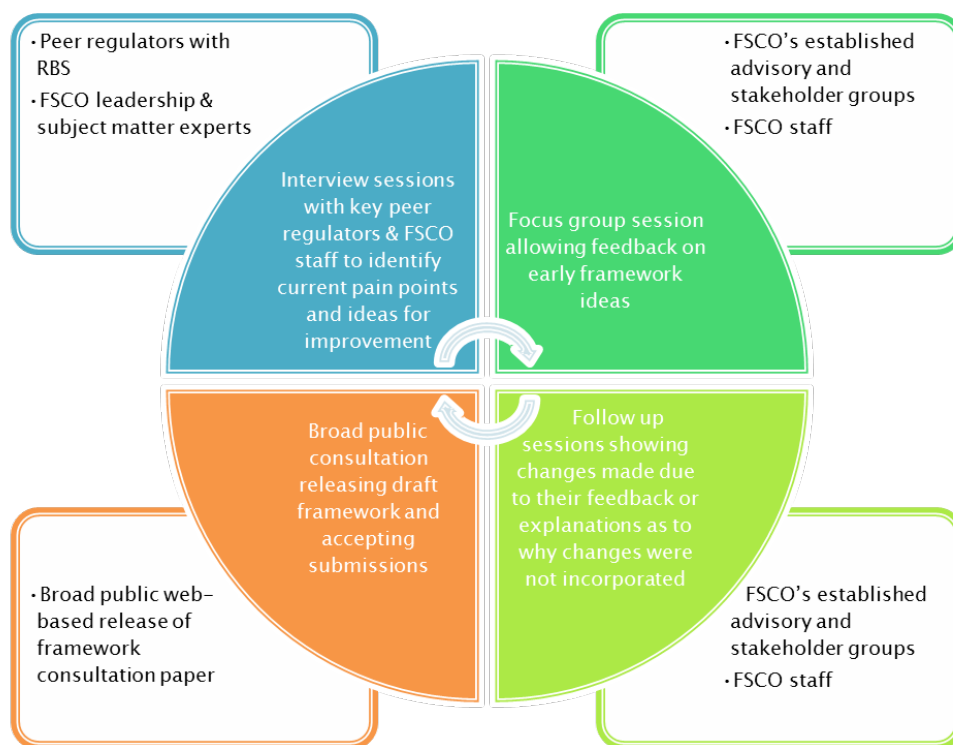 ·Peer regulators with
RBS
·FSCO leadership &
subject matter experts
·FSCO's established
advisory and
stakeholder groups
·FSCO staff
Interview sessions
with key peer
regulators & FSCO
staff to identify
current pain points
and ideas for
improvement
Focus group session
allowing feedback on
early framework
ideas
Broad public
consultation
releasing draft
framework and
accepting
submissions
Follow up
sessions showing
changes made due
to their feedback or
explanations as to
why changes were
not incorporated
·Broad public web-
based release of
framework
consultation paper
FSCO's established
advisory and
stakeholder groups
·FSCO staff